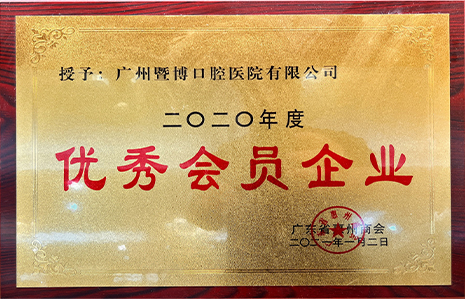 授予：广州暨博口腔医院有限公司
二〇二〇年度
优秀会员企业
广东省惠州商会
二〇二一年一月二日